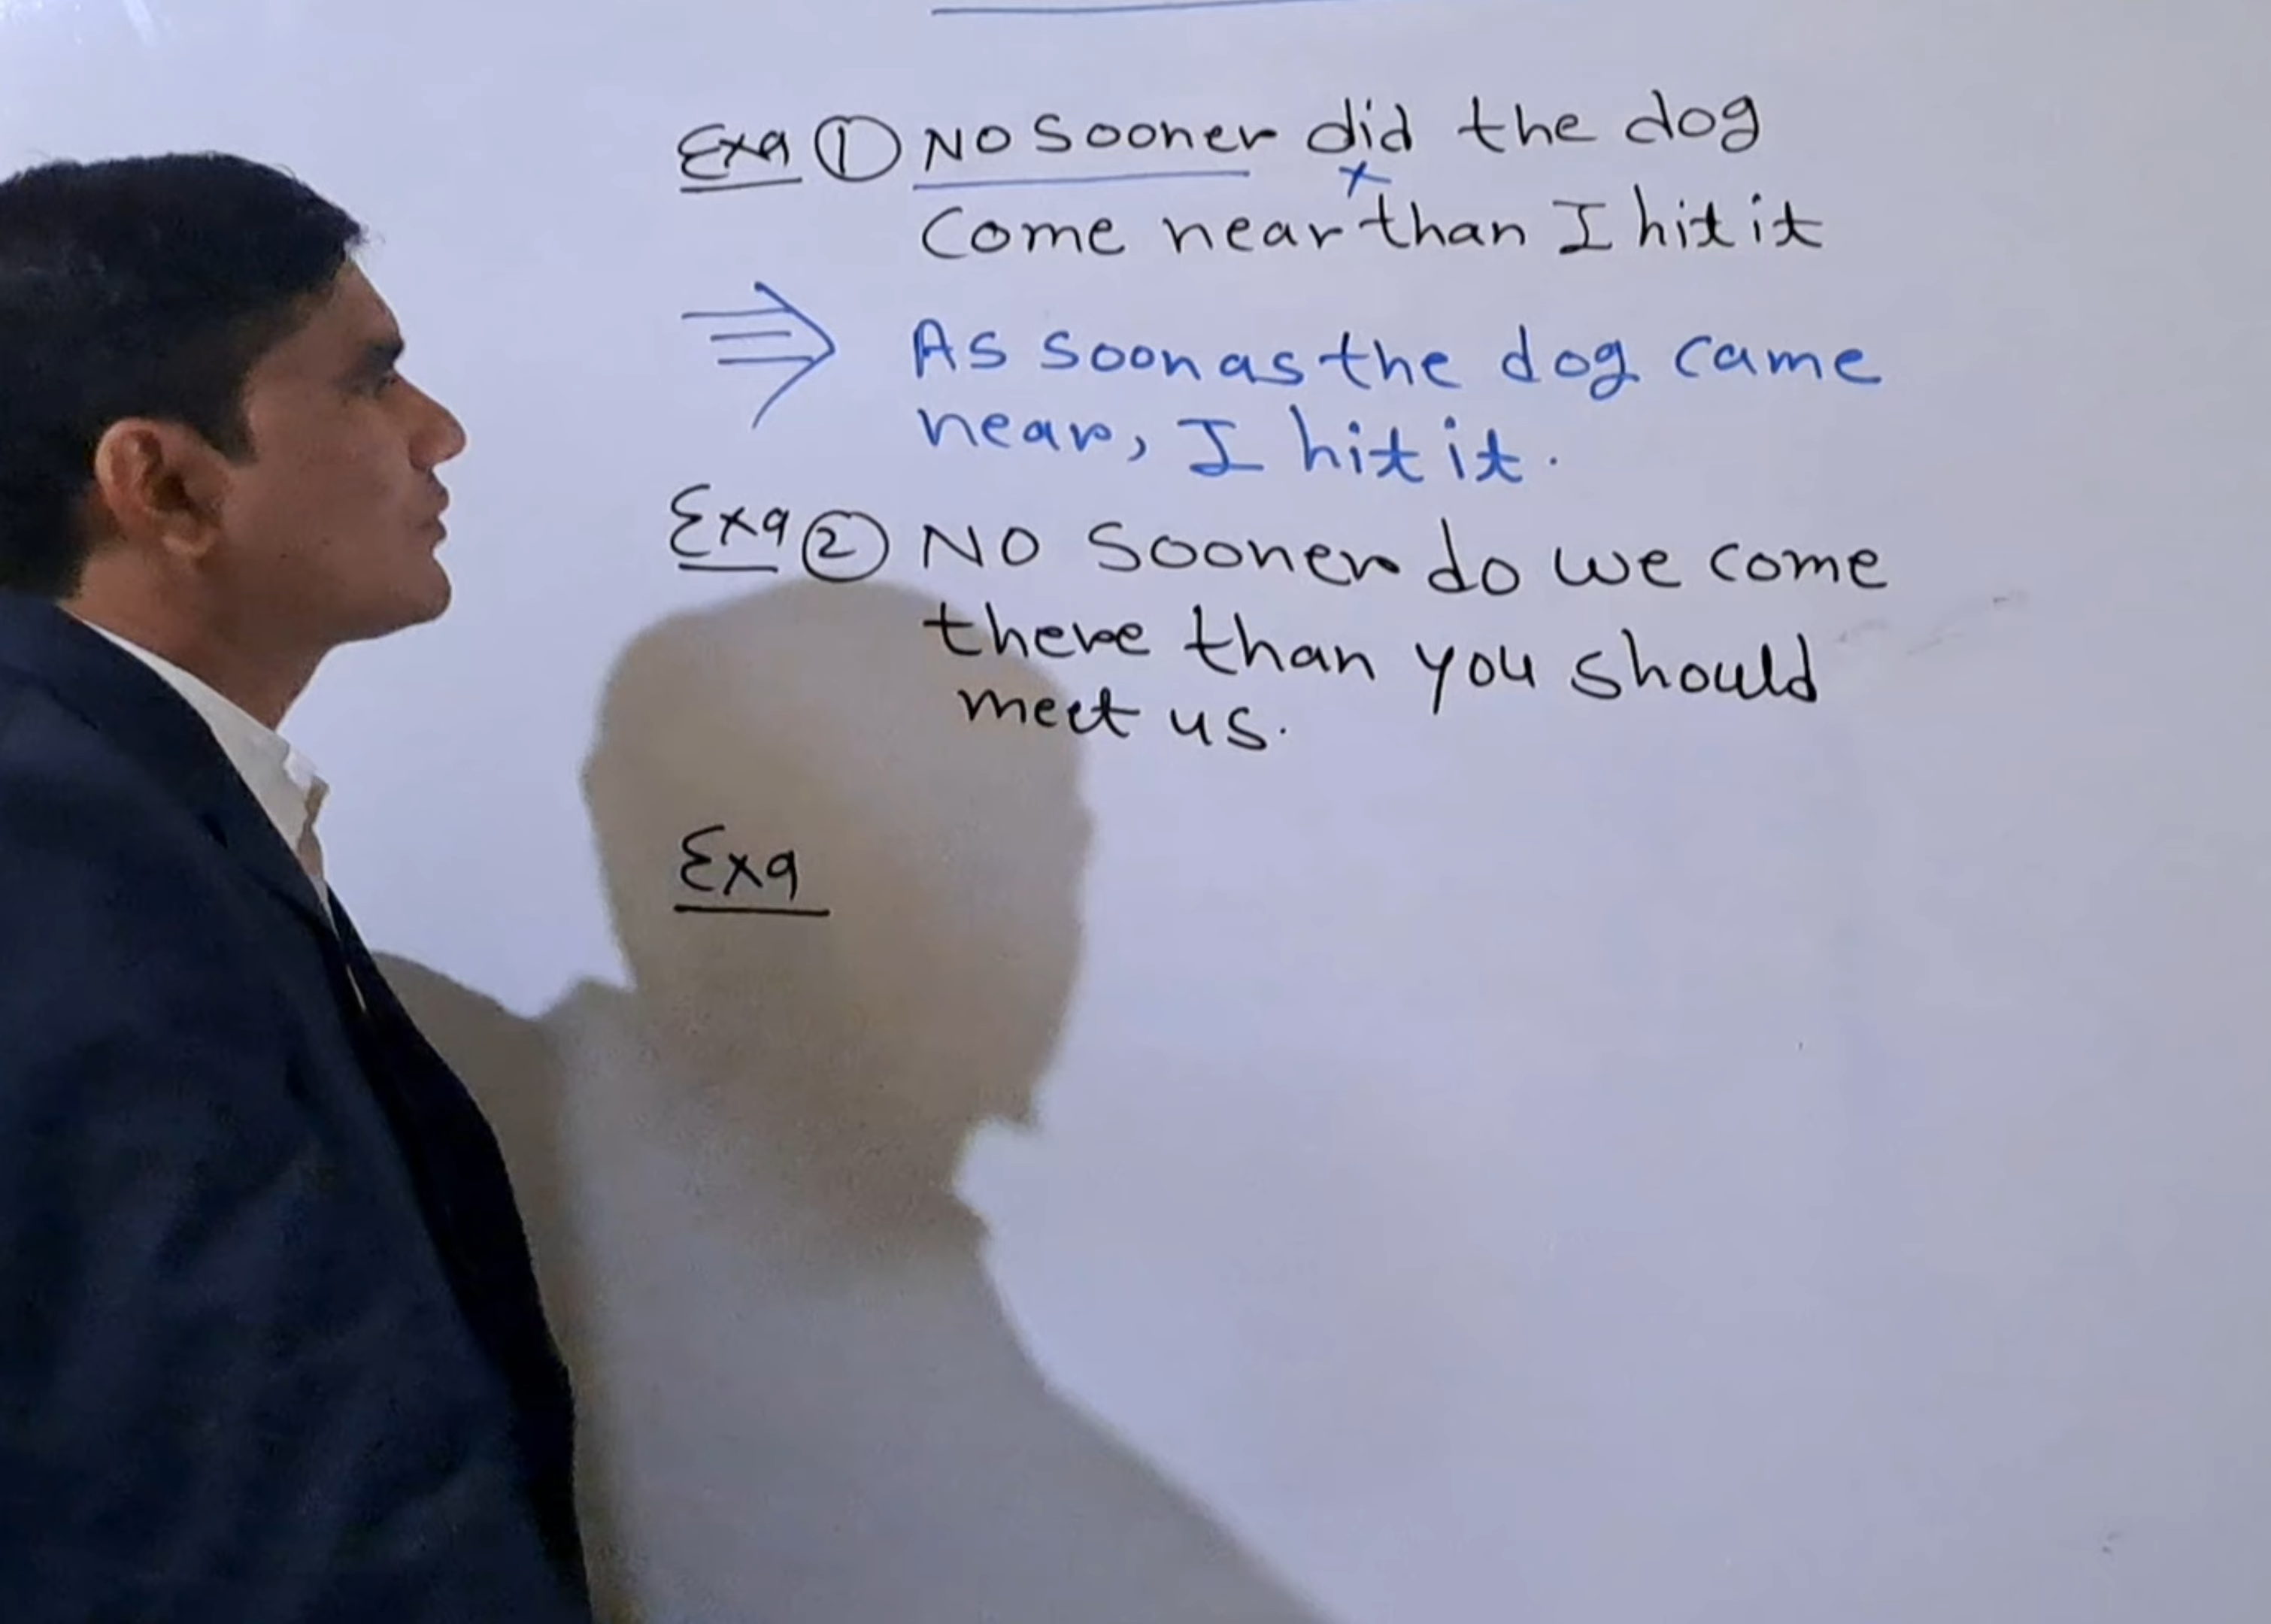 Exa ① No Sooner did the dog
x
Come near than I hit it
⇒ As soon as the dog came
near, I hit it.
Exa ② No Sooner do we come
there than you should
meet us.
Exa